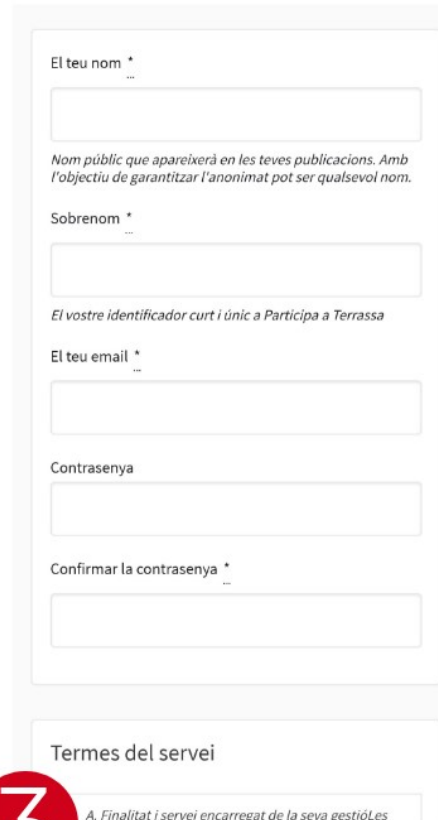 El teu nom *
Nom públic que apareixerà en les teves publicacions. Amb
l'objectiu de garantitzar l'anonimat pot ser qualsevol nom.
Sobrenom *
El vostre identificador curt i únic a Participa a Terrassa
El teu email *
Contrasenya
Confirmar la contrasenya *
Termes del servei
3
A. Finalitat i servei encarregat de la seva gestióLes